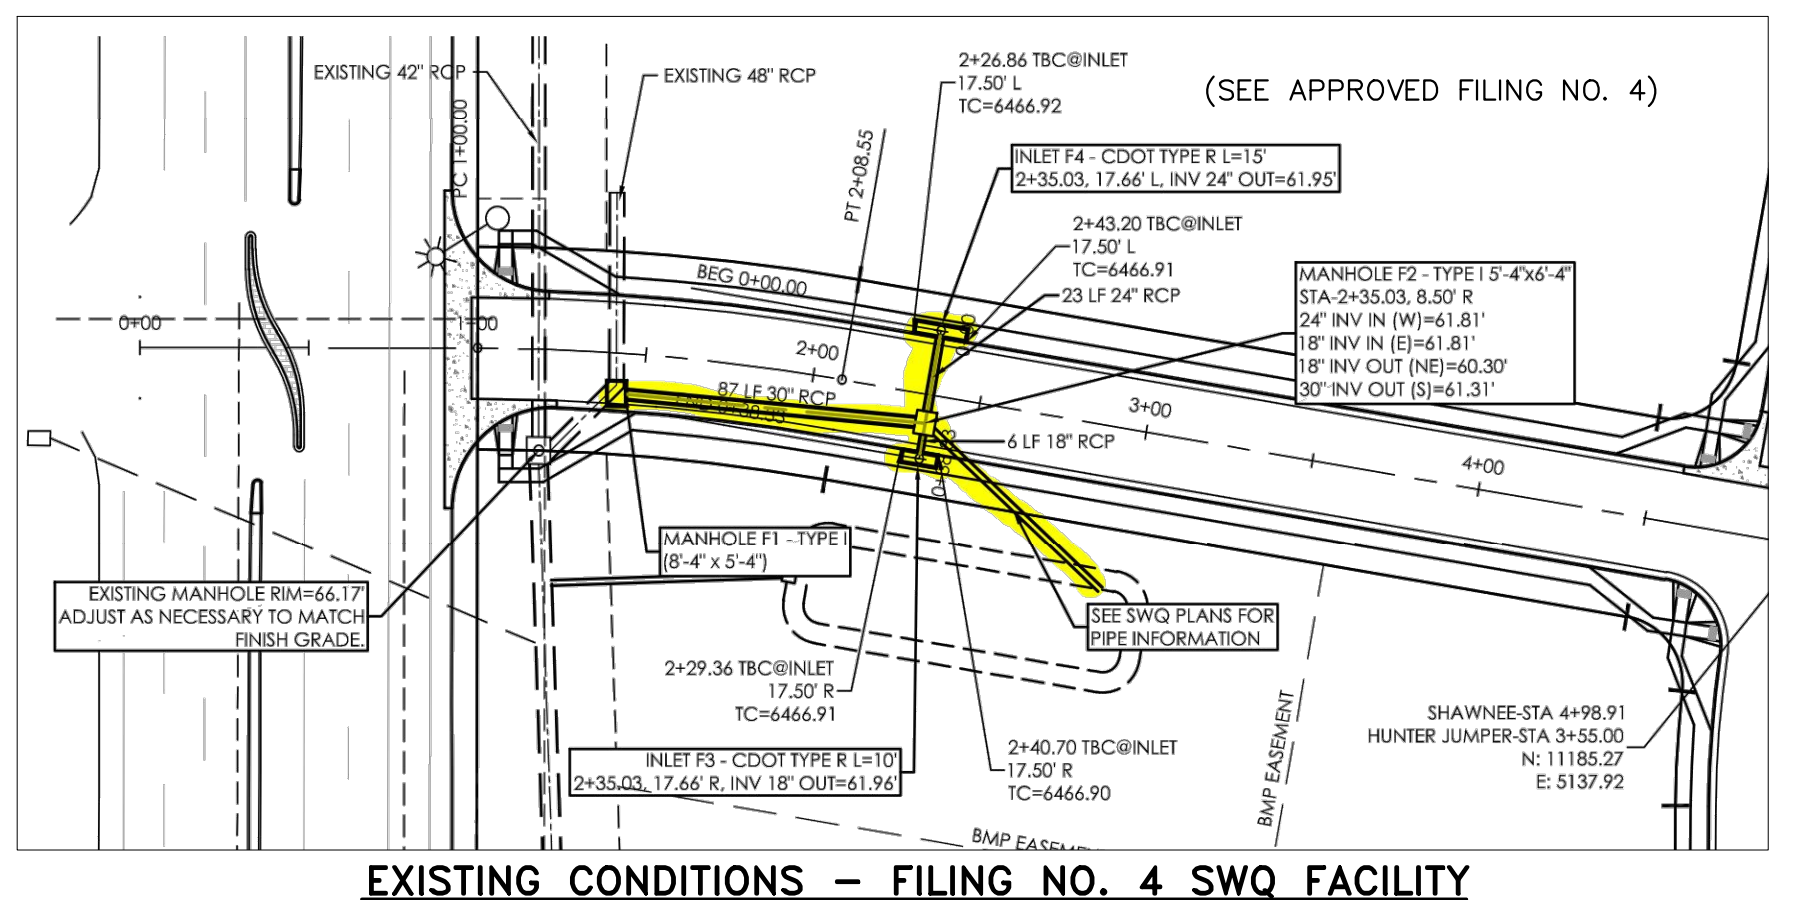 EXISTING 42" RCP
EXISTING 48" RCP
2+26.86 TBC@INLET
17.50' L
TC=6466.92
(SEE APPROVED FILING NO. 4)
PC 1+00.00
PT 2+08.55
INLET F4 - CDOT TYPE R L=15'
2+35.03, 17.66' L, INV 24" OUT=61.95'
2+43.20 TBC@INLET
17.50' L
TC=6466.91
BEG 0+00.00
23 LF 24" RCP
MANHOLE F2 - TYPE I 5'-4"x6'-4"
STA-2+35.03, 8.50' R
24" INV IN (W)=61.81'
18" INV IN (E)=61.81'
18" INV OUT (NE)=60.30'
30" INV OUT (S)=61.31'
0+00
1+00
2+00
3+00
4+00
87 LF 30" RCP
6 LF 18" RCP
MANHOLE F1 - TYPE I
(8'-4" x 5'-4")
EXISTING MANHOLE RIM=66.17'
ADJUST AS NECESSARY TO MATCH
FINISH GRADE.
SEE SWQ PLANS FOR
PIPE INFORMATION
2+29.36 TBC@INLET
17.50' R
TC=6466.91
INLET F3 - CDOT TYPE R L=10'
2+35.03, 17.66' R, INV 18" OUT=61.96'
2+40.70 TBC@INLET
17.50' R
TC=6466.90
BMP EASEMENT
SHAWNEE-STA 4+98.91
HUNTER JUMPER-STA 3+55.00
N: 11185.27
E: 5137.92
BMP EASEMENT
EXISTING CONDITIONS - FILING NO. 4 SWQ FACILITY